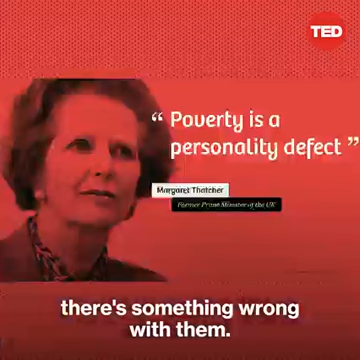 TED
“ Poverty is a
personality defect ”
Margaret Thatcher
Former Prime Minister of the UK
there's something wrong
with them.